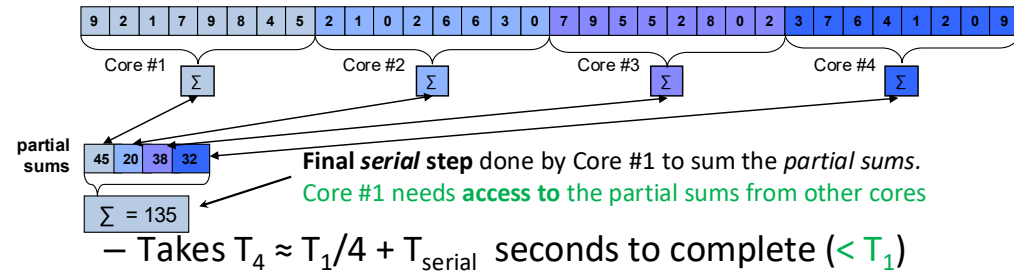 9 2 1 7 9 8 4 5 2 1 0 2 6 6 3 0 7 9 5 5 2 8 0 2 3 7 6 4 1 2 0 9
Core #1 Core #2 Core #3 Core #4
Σ Σ Σ Σ
partial
sums
45 20 38 32
Final serial step done by Core #1 to sum the partial sums.
Core #1 needs access to the partial sums from other cores
Σ = 135
– Takes T4 ≈ T1/4 + Tserial seconds to complete (< T1)